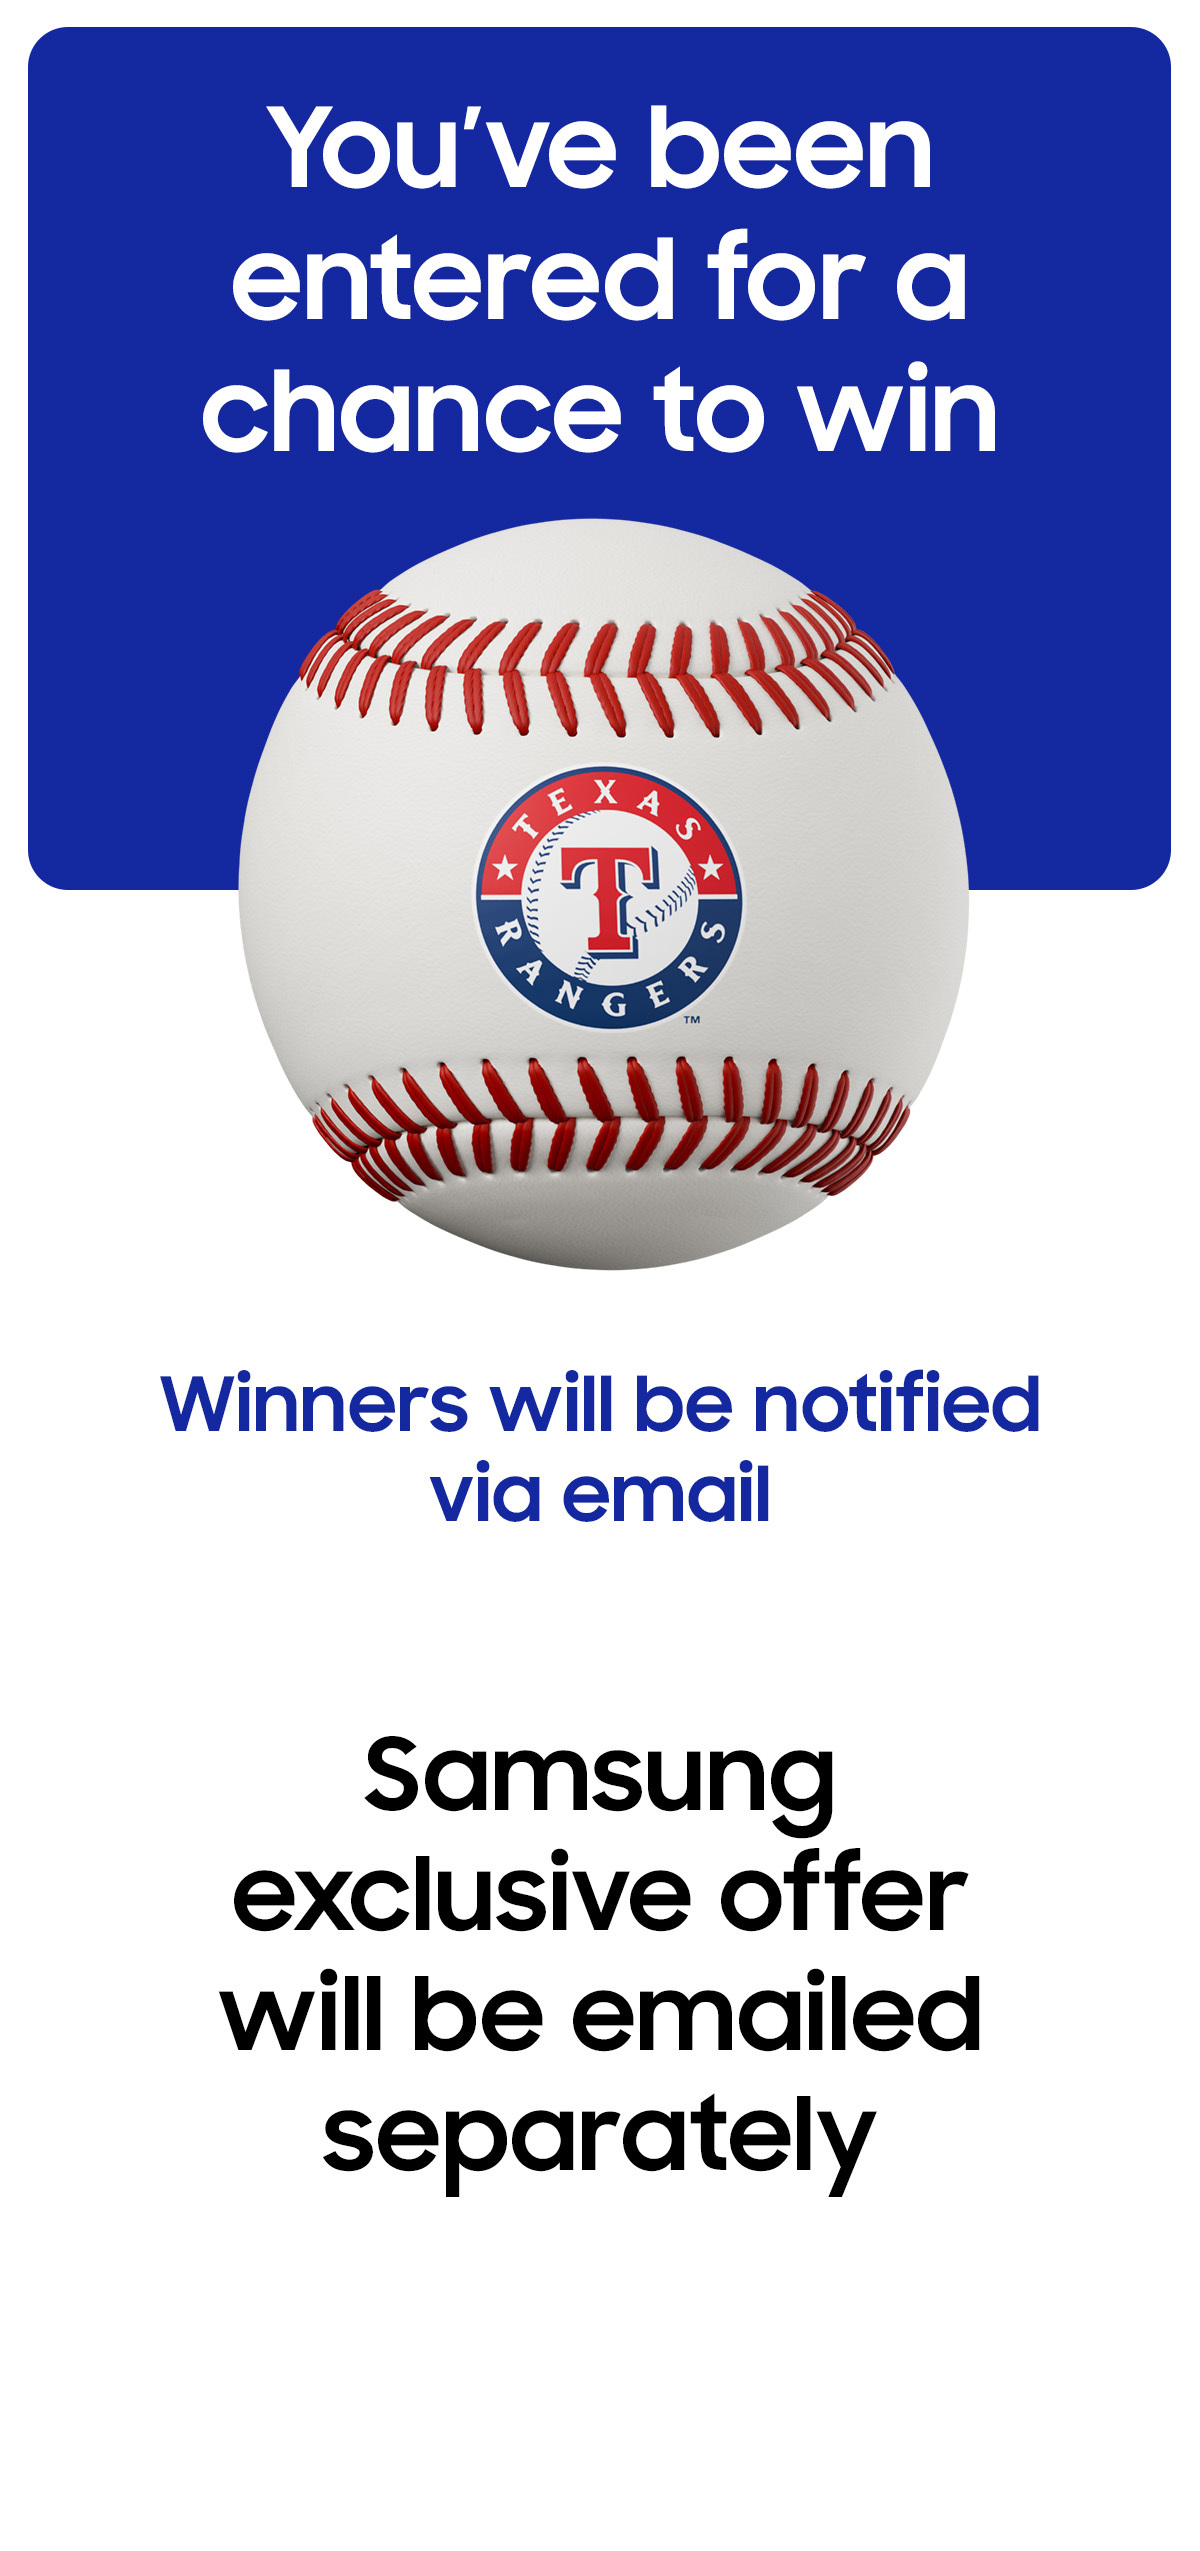 You’ve been
entered for a
chance to win
TEXAS
T
RANGERS
TM
Winners will be notified
via email
Samsung
exclusive offer
will be emailed
separately